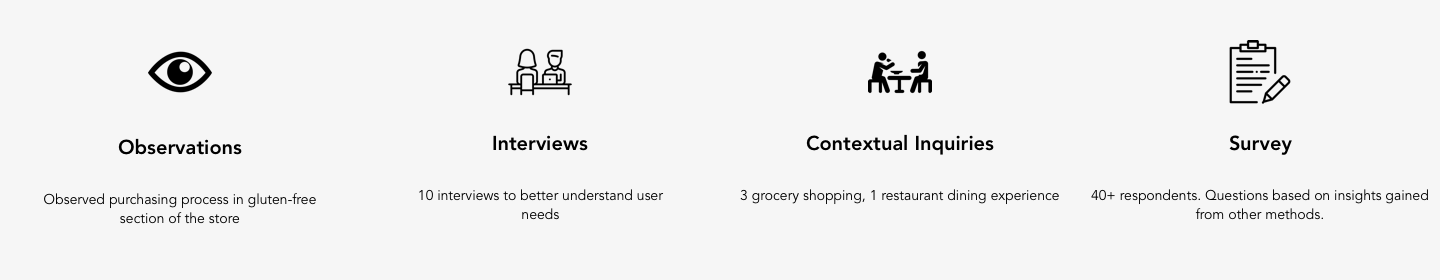 Observations
Observed purchasing process in gluten-free
section of the store
Interviews
10 interviews to better understand user
needs
Contextual Inquiries
3 grocery shopping, 1 restaurant dining experience
Survey
40+ respondents. Questions based on insights gained
from other methods.